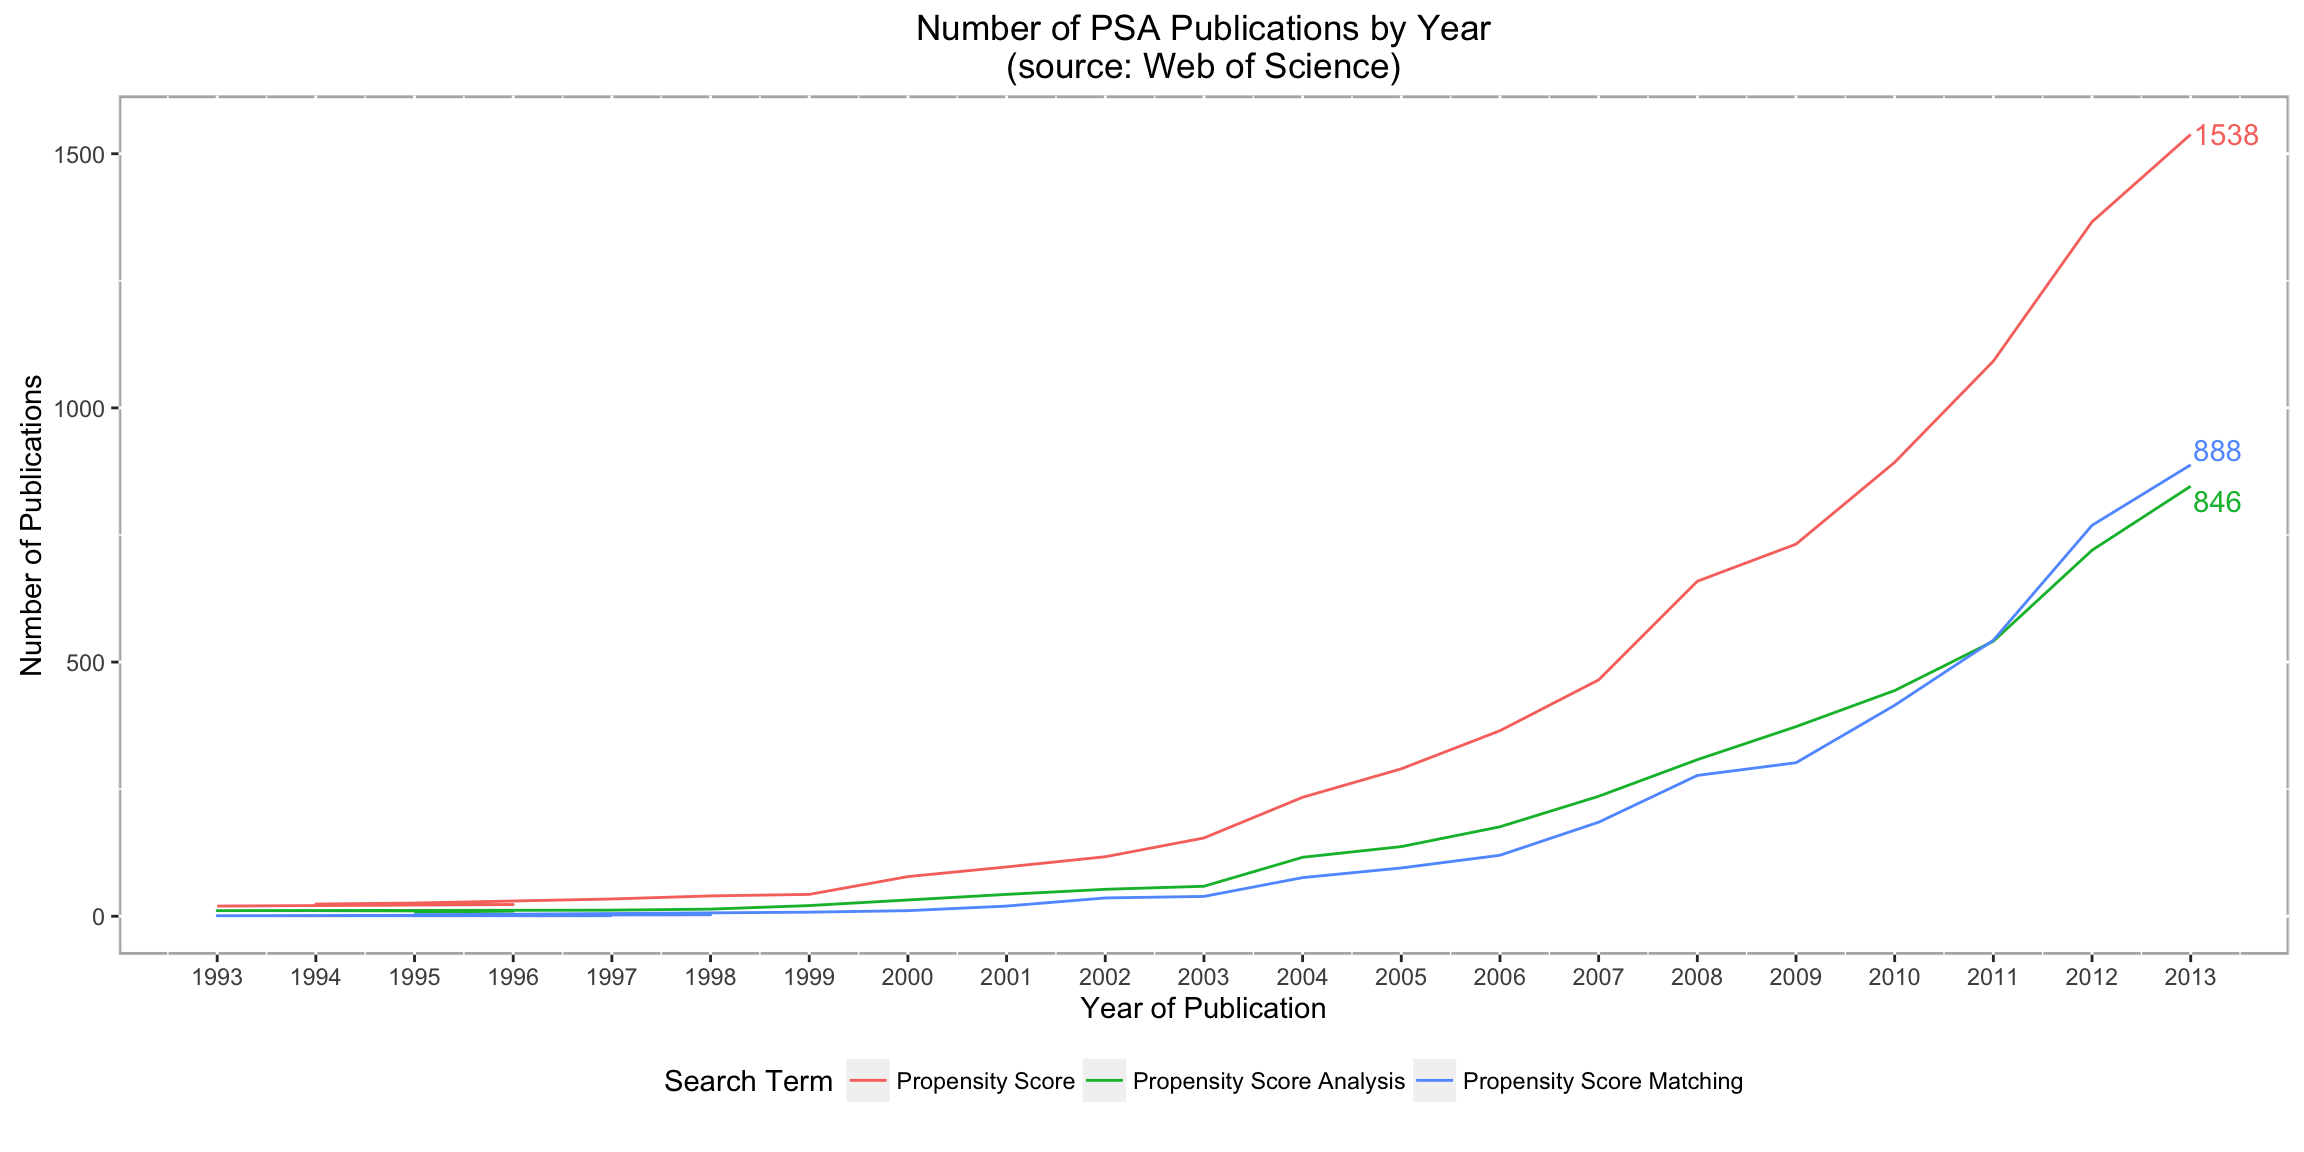 Number of PSA Publications by Year
(source: Web of Science)
Number of Publications
1500
1000
500
0
1538
888
846
1993 1994 1995 1996 1997 1998 1999 2000 2001 2002 2003 2004 2005 2006 2007 2008 2009 2010 2011 2012 2013
Year of Publication
Search Term Propensity Score Propensity Score Analysis Propensity Score Matching